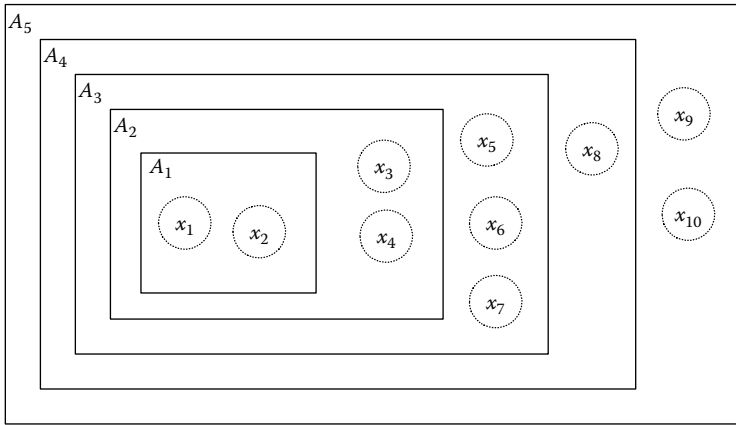 A₅
A₄
A₃
A₂
A₁
x₁
x₂
x₃
x₄
x₅
x₆
x₇
x₈
x₉
x₁₀